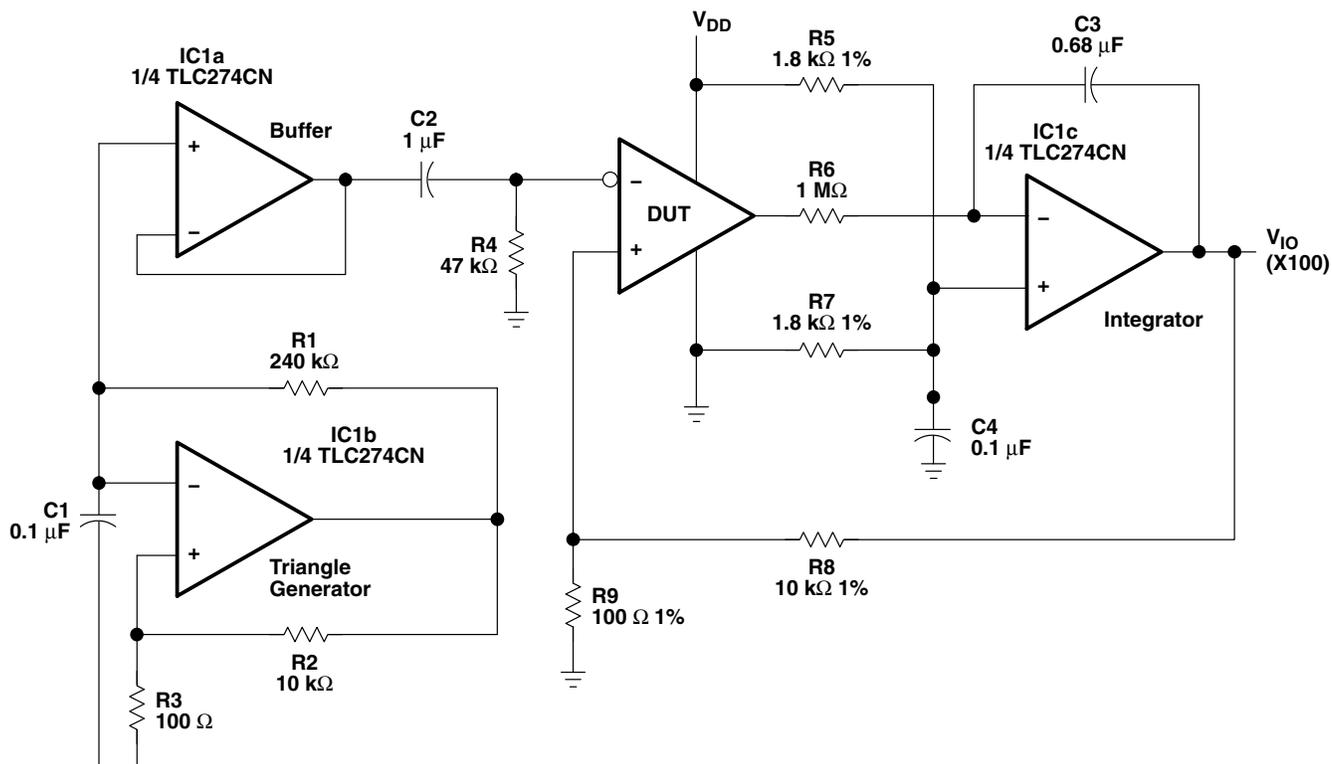 IC1a
1/4 TLC274CN
Buffer
C2
1 μF
R4
47 kΩ
VDD
R5
1.8 kΩ 1%
C3
0.68 μF
IC1c
1/4 TLC274CN
R6
1 MΩ
DUT
R7
1.8 kΩ 1%
Integrator
VIO
(X100)
C4
0.1 μF
R1
240 kΩ
IC1b
1/4 TLC274CN
C1
0.1 μF
Triangle
Generator
R2
10 kΩ
R3
100 Ω
R8
10 kΩ 1%
R9
100 Ω 1%
+
−
−
+
−
+
−
+